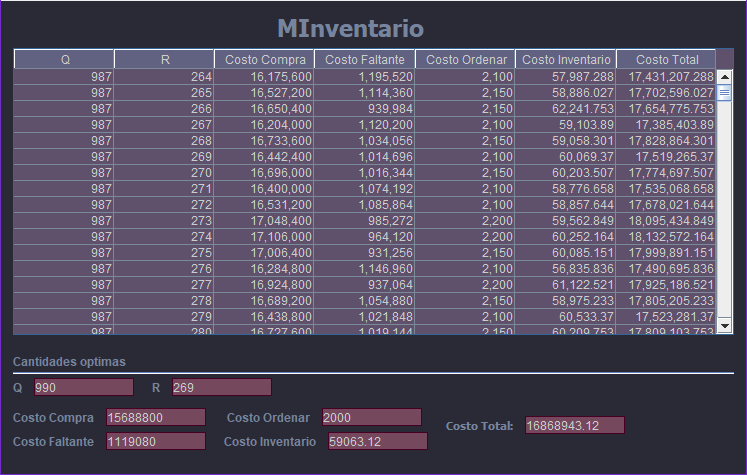 MInventario
Q R Costo Compra Costo Faltante Costo Ordenar Costo Inventario Costo Total
987 264 16,175,600 1,195,520 2,100 57,987.288 17,431,207.288
987 265 16,527,200 1,114,360 2,150 58,886.027 17,702,596.027
987 266 16,650,400 939,984 2,150 62,241.753 17,654,775.753
987 267 16,204,000 1,120,200 2,100 59,103.89 17,385,403.89
987 268 16,733,600 1,034,056 2,150 59,058.301 17,828,864.301
987 269 16,442,400 1,014,696 2,100 60,069.37 17,519,265.37
987 270 16,696,000 1,016,344 2,150 60,203.507 17,774,697.507
987 271 16,400,000 1,074,192 2,100 58,776.658 17,535,068.658
987 272 16,531,200 1,085,864 2,100 58,857.644 17,678,021.644
987 273 17,048,400 985,272 2,200 59,562.849 18,095,434.849
987 274 17,106,000 964,120 2,200 60,252.164 18,132,572.164
987 275 17,006,400 931,256 2,150 60,085.151 17,999,891.151
987 276 16,284,800 1,146,960 2,100 56,835.836 17,490,695.836
987 277 16,924,800 937,064 2,200 61,122.521 17,925,186.521
987 278 16,689,200 1,054,880 2,150 58,975.233 17,805,205.233
987 279 16,438,800 1,021,848 2,100 60,533.37 17,523,281.37
987 280 16,727,600 1,019,144 2,150 60,209.753 17,809,103.753
Cantidades optimas
Q 990 R 269
Costo Compra 15688800 Costo Ordenar 2000 Costo Total: 16868943.12
Costo Faltante 1119080 Costo Inventario 59063.12